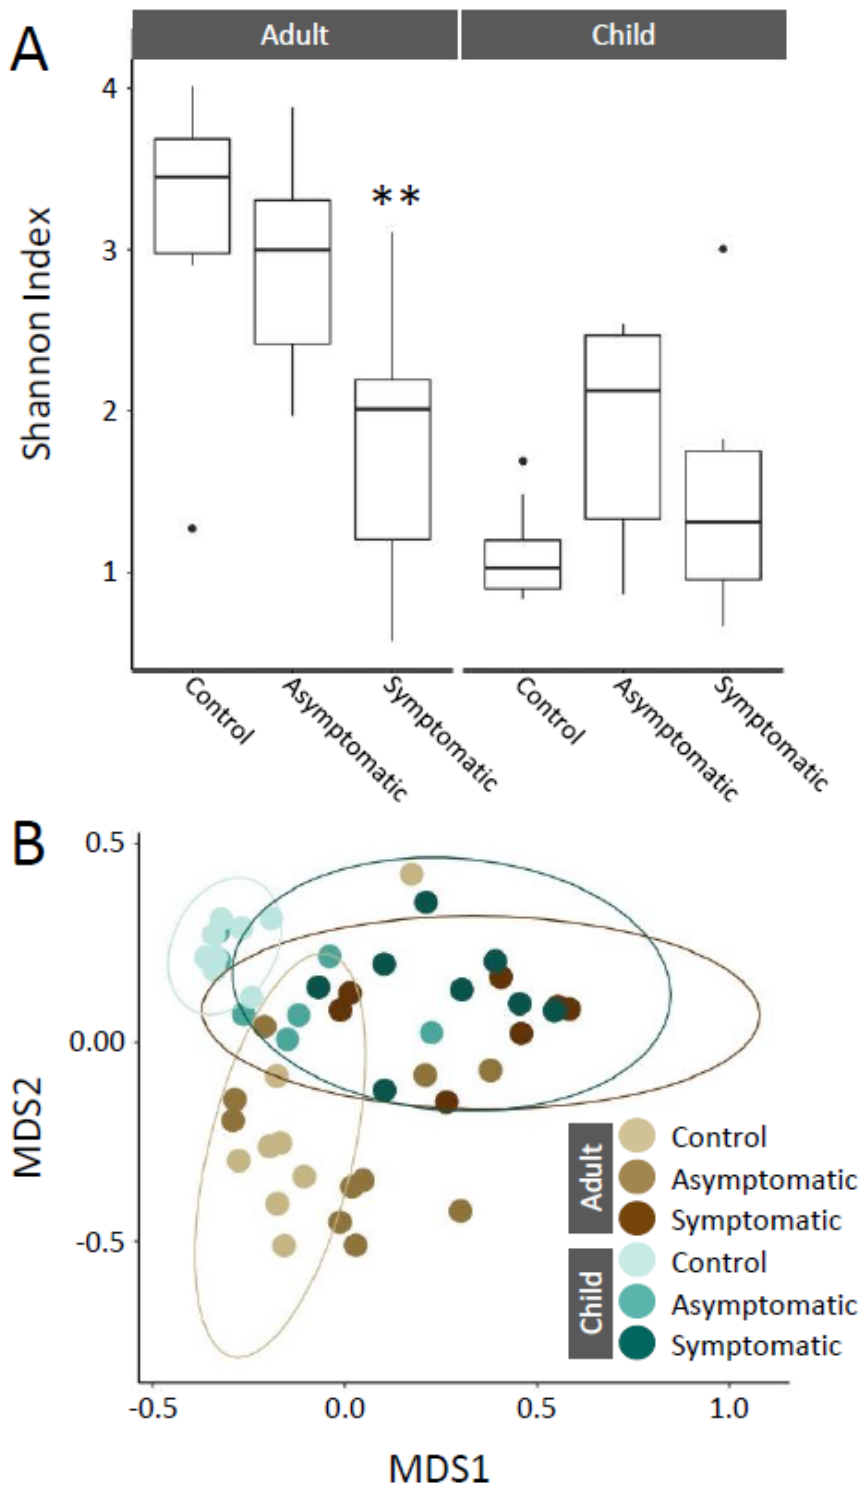 A
Adult
Child
Shannon Index
4
3
2
1
**
Control
Asymptomatic
Symptomatic
Control
Asymptomatic
Symptomatic
B
MDS2
0.5
0.00
-0.5
Adult
Control
Asymptomatic
Symptomatic
Child
Control
Asymptomatic
Symptomatic
-0.5 0.0 0.5 1.0
MDS1